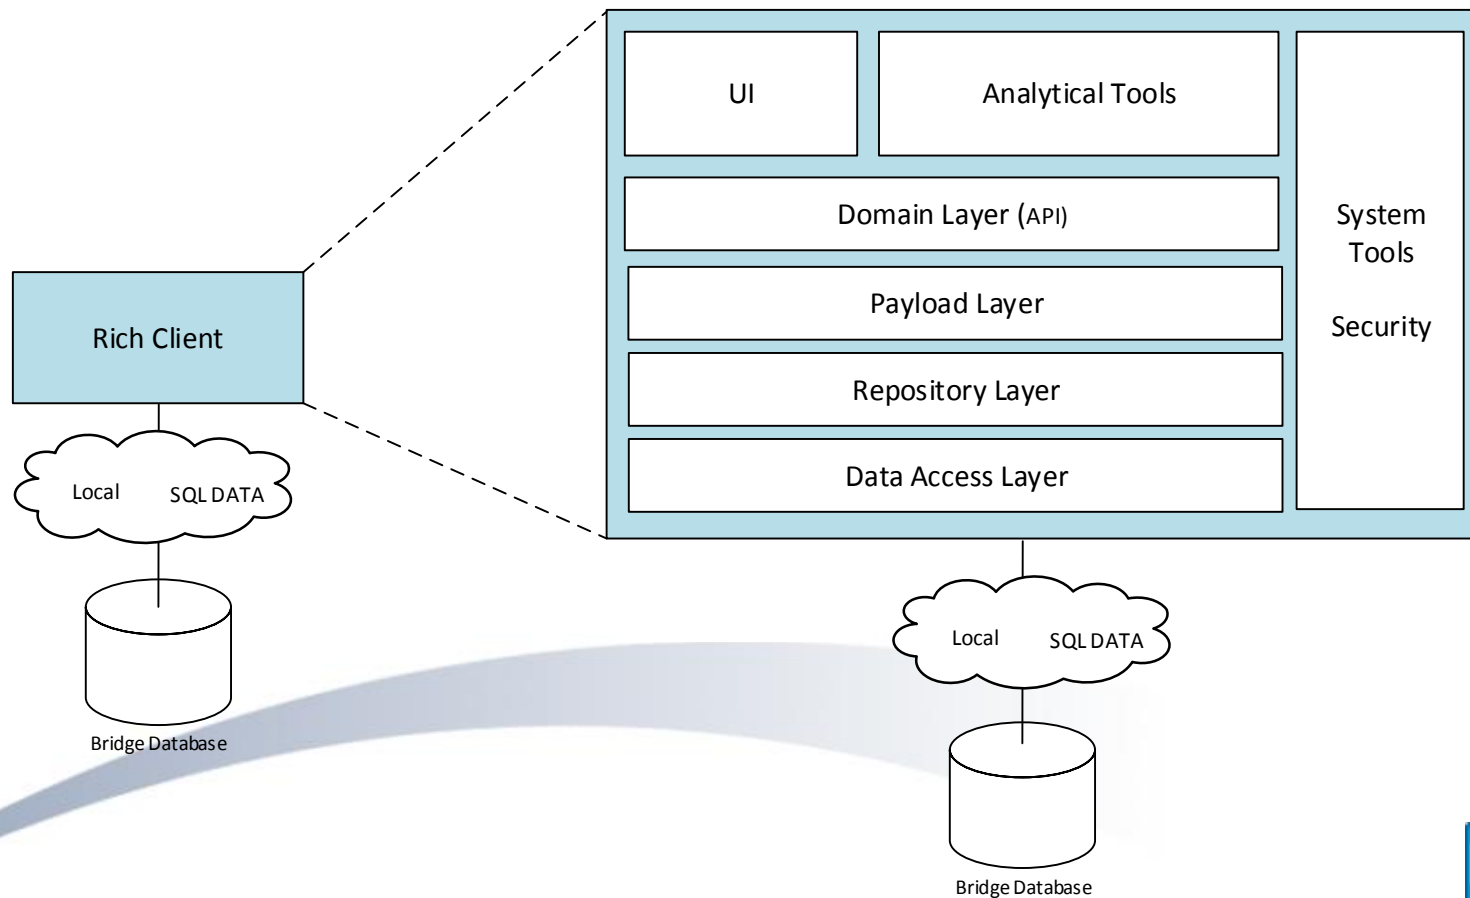 UI
Analytical Tools
Domain Layer (API)
Payload Layer
Repository Layer
Data Access Layer
System
Tools
Security
Rich Client
Local SQL DATA
Bridge Database
Local SQL DATA
Bridge Database